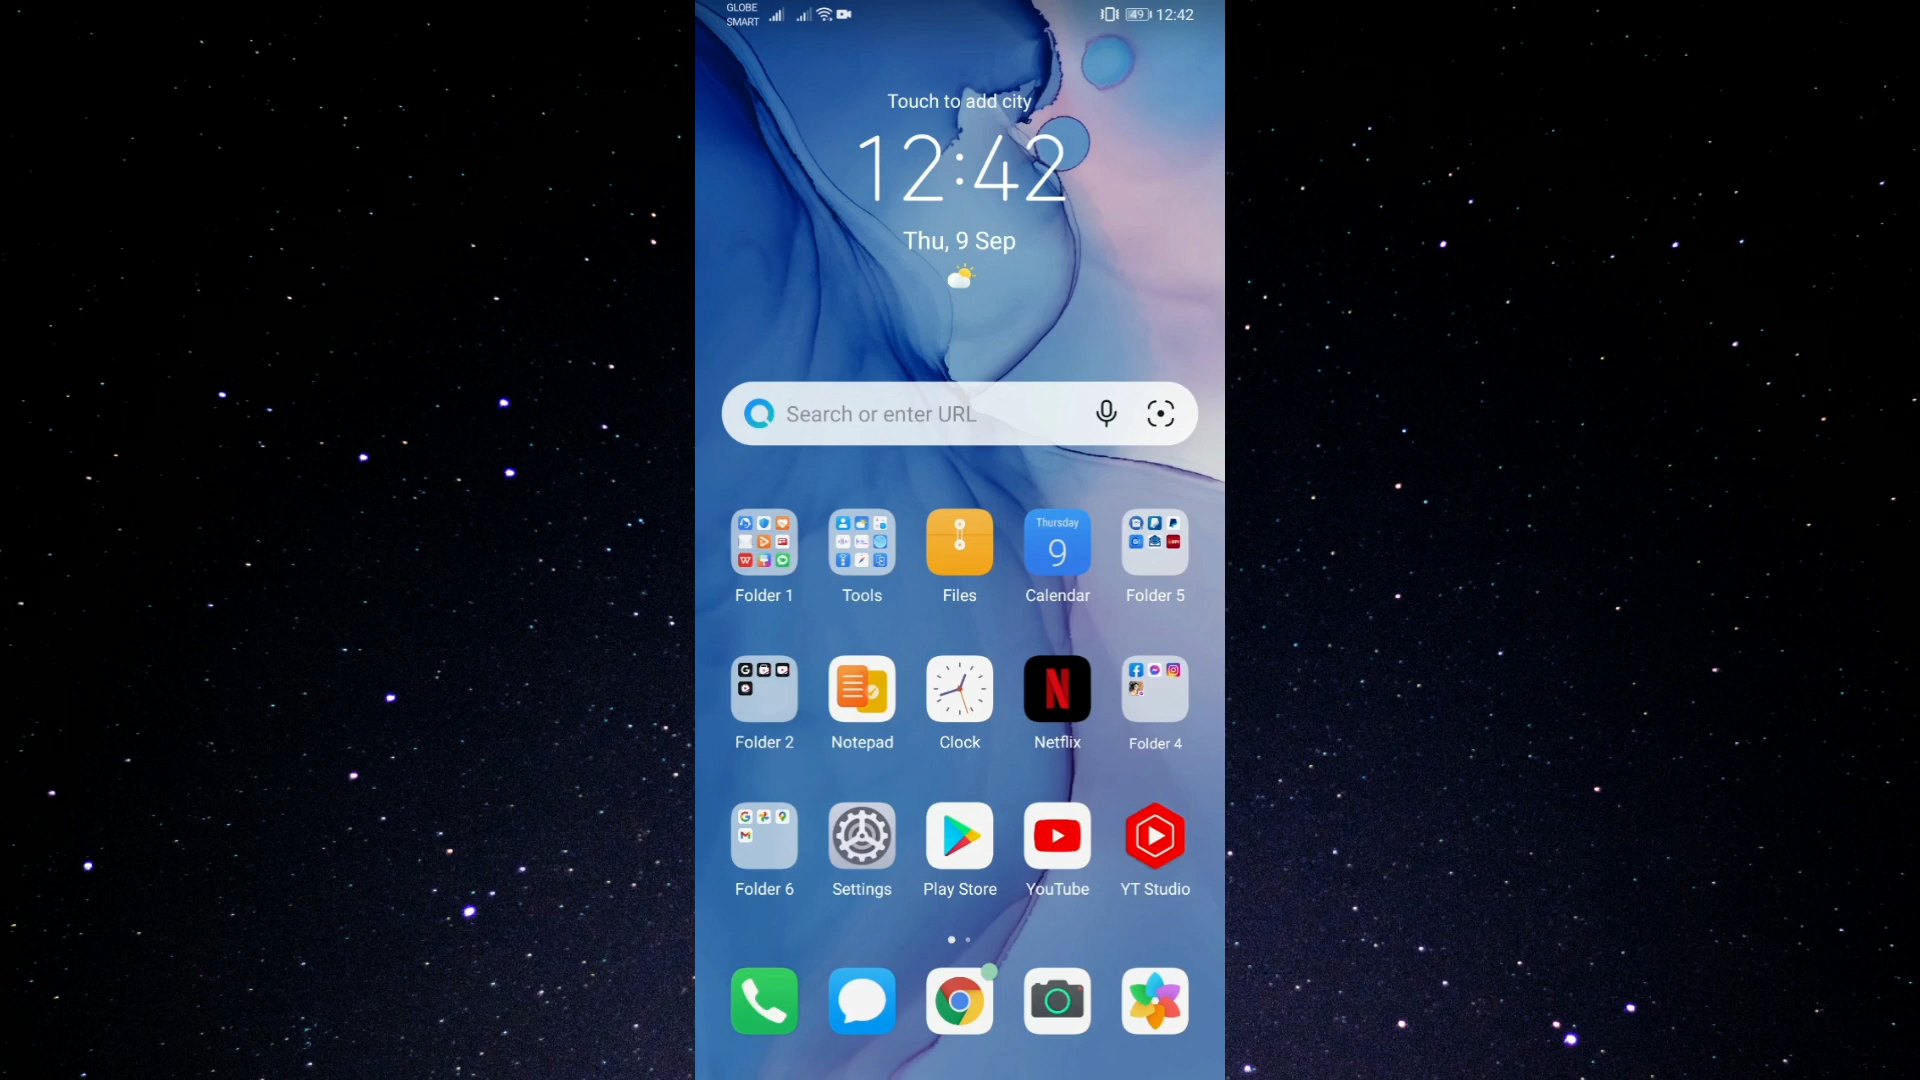 GLOBE
SMART
49
12:42
Touch to add city
12:42
Thu, 9 Sep
Search or enter URL
Thursday
9
Folder 1
Tools
Files
Calendar
Folder 5
Folder 2
Notepad
Clock
Netflix
Folder 4
Folder 6
Settings
Play Store
YouTube
YT Studio